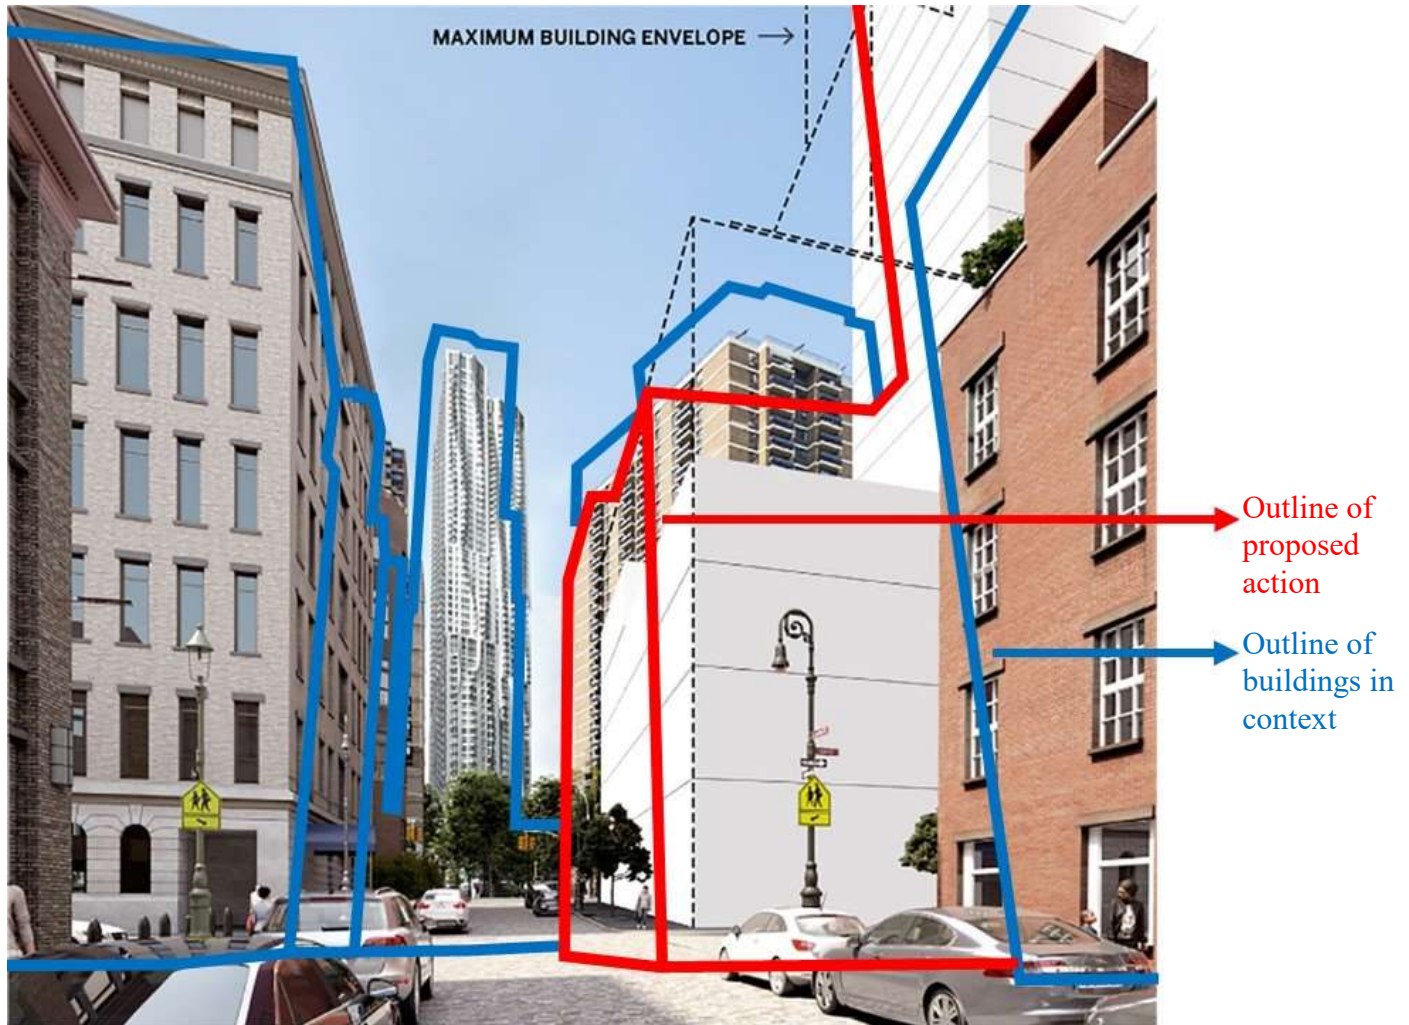 MAXIMUM BUILDING ENVELOPE
Outline of
proposed
action
Outline of
buildings in
context